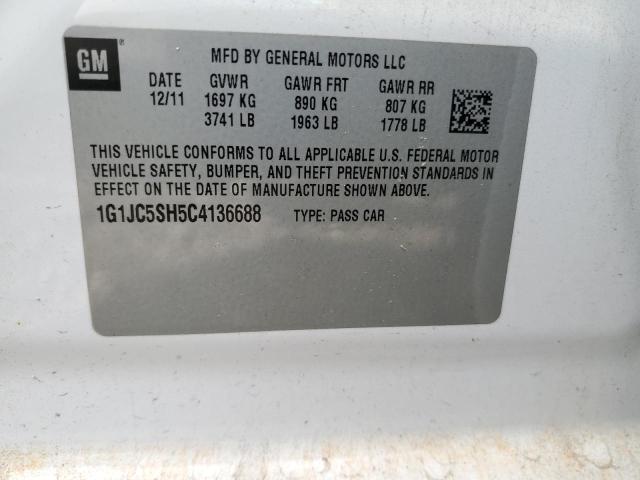 GM ®
MFD BY GENERAL MOTORS LLC
DATE GVWR GAWR FRT GAWR RR
12/11 1697 KG 890 KG 807 KG
3741 LB 1963 LB 1778 LB
THIS VEHICLE CONFORMS TO ALL APPLICABLE U.S. FEDERAL MOTOR
VEHICLE SAFETY, BUMPER, AND THEFT PREVENTION STANDARDS IN
EFFECT ON THE DATE OF MANUFACTURE SHOWN ABOVE.
1G1JC5SH5C4136688 TYPE: PASS CAR